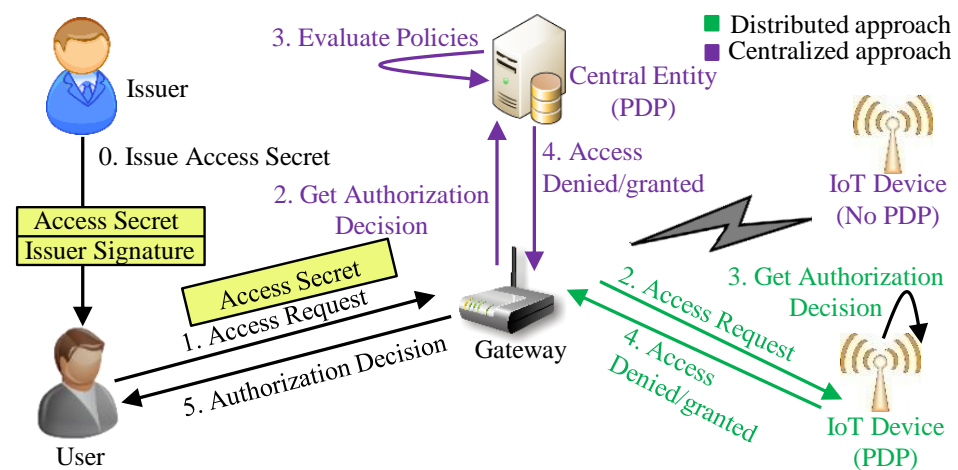 Distributed approach
Centralized approach
3. Evaluate Policies
Central Entity
(PDP)
Issuer
0. Issue Access Secret
Access Secret
Issuer Signature
2. Get Authorization
Decision
4. Access
Denied/granted
IoT Device
(No PDP)
Access Secret
1. Access Request
5. Authorization Decision
Gateway
2. Access Request
4. Access
Denied/granted
3. Get Authorization
Decision
IoT Device
(PDP)
User